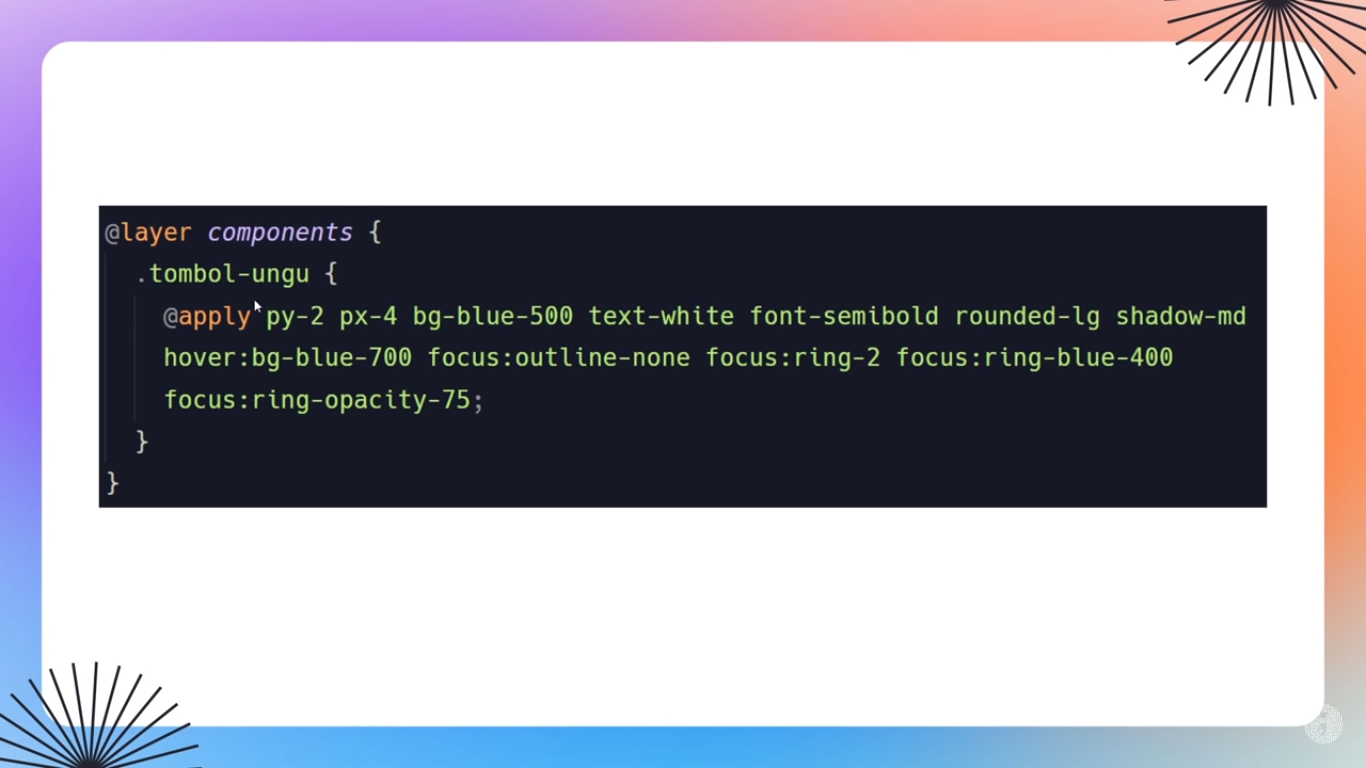 @layer components {
.tombol-ungu {
@apply py-2 px-4 bg-blue-500 text-white font-semibold rounded-lg shadow-md
hover:bg-blue-700 focus:outline-none focus:ring-2 focus:ring-blue-400
focus:ring-opacity-75;
}
}